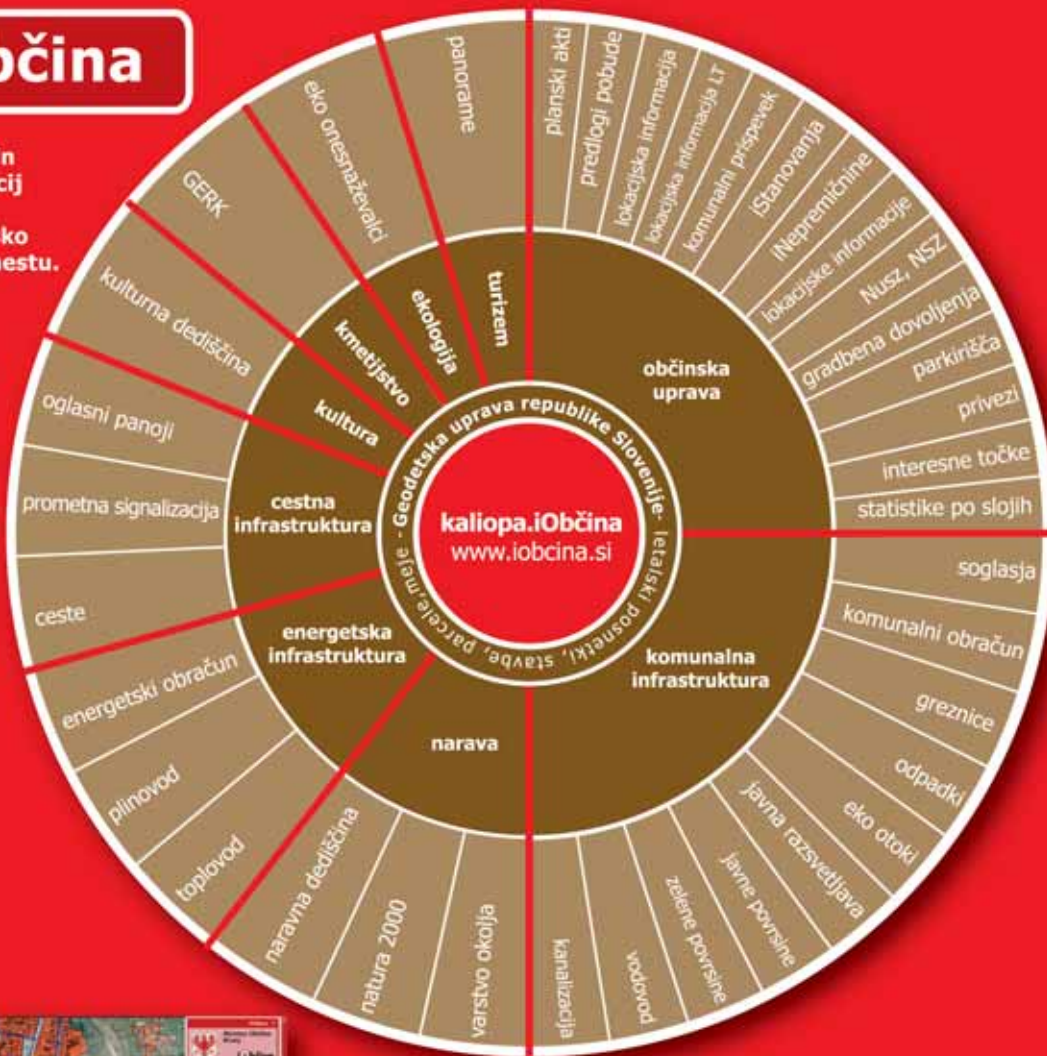 občina
panorame
eko onesnaževalci
GERK
kulturna dediščina
oglasni panoji
prometna signalizacija
ceste
energetski obračun
plinovod
toplovod
naravna dediščina
natura 2000
varstvo okolja
kanalizacija
vodovod
zelene povrsine
javne povrsine
javna razsvetljava
eko otoki
odpadki
greznice
komunalni obračun
soglasja
statistike po slojih
interesne točke
privezi
parkirišča
gradbena dovoljenja
Nusz, NSZ
lokacijske informacije
iNepremičnine
iStanovanja
komunalni prispevek
lokacijska informacija LT
lokacijska informacija
predlogi pobude
planski akti
turizem
ekologija
kmetijstvo
kultura
cestna
infrastruktura
energetska
infrastruktura
narava
komunalna
infrastruktura
občinska
uprava
- Geodetska uprava republike Slovenije- letalski posnetki, stavbe, parcele,meje
kaliopa.iObčina
www.iobcina.si